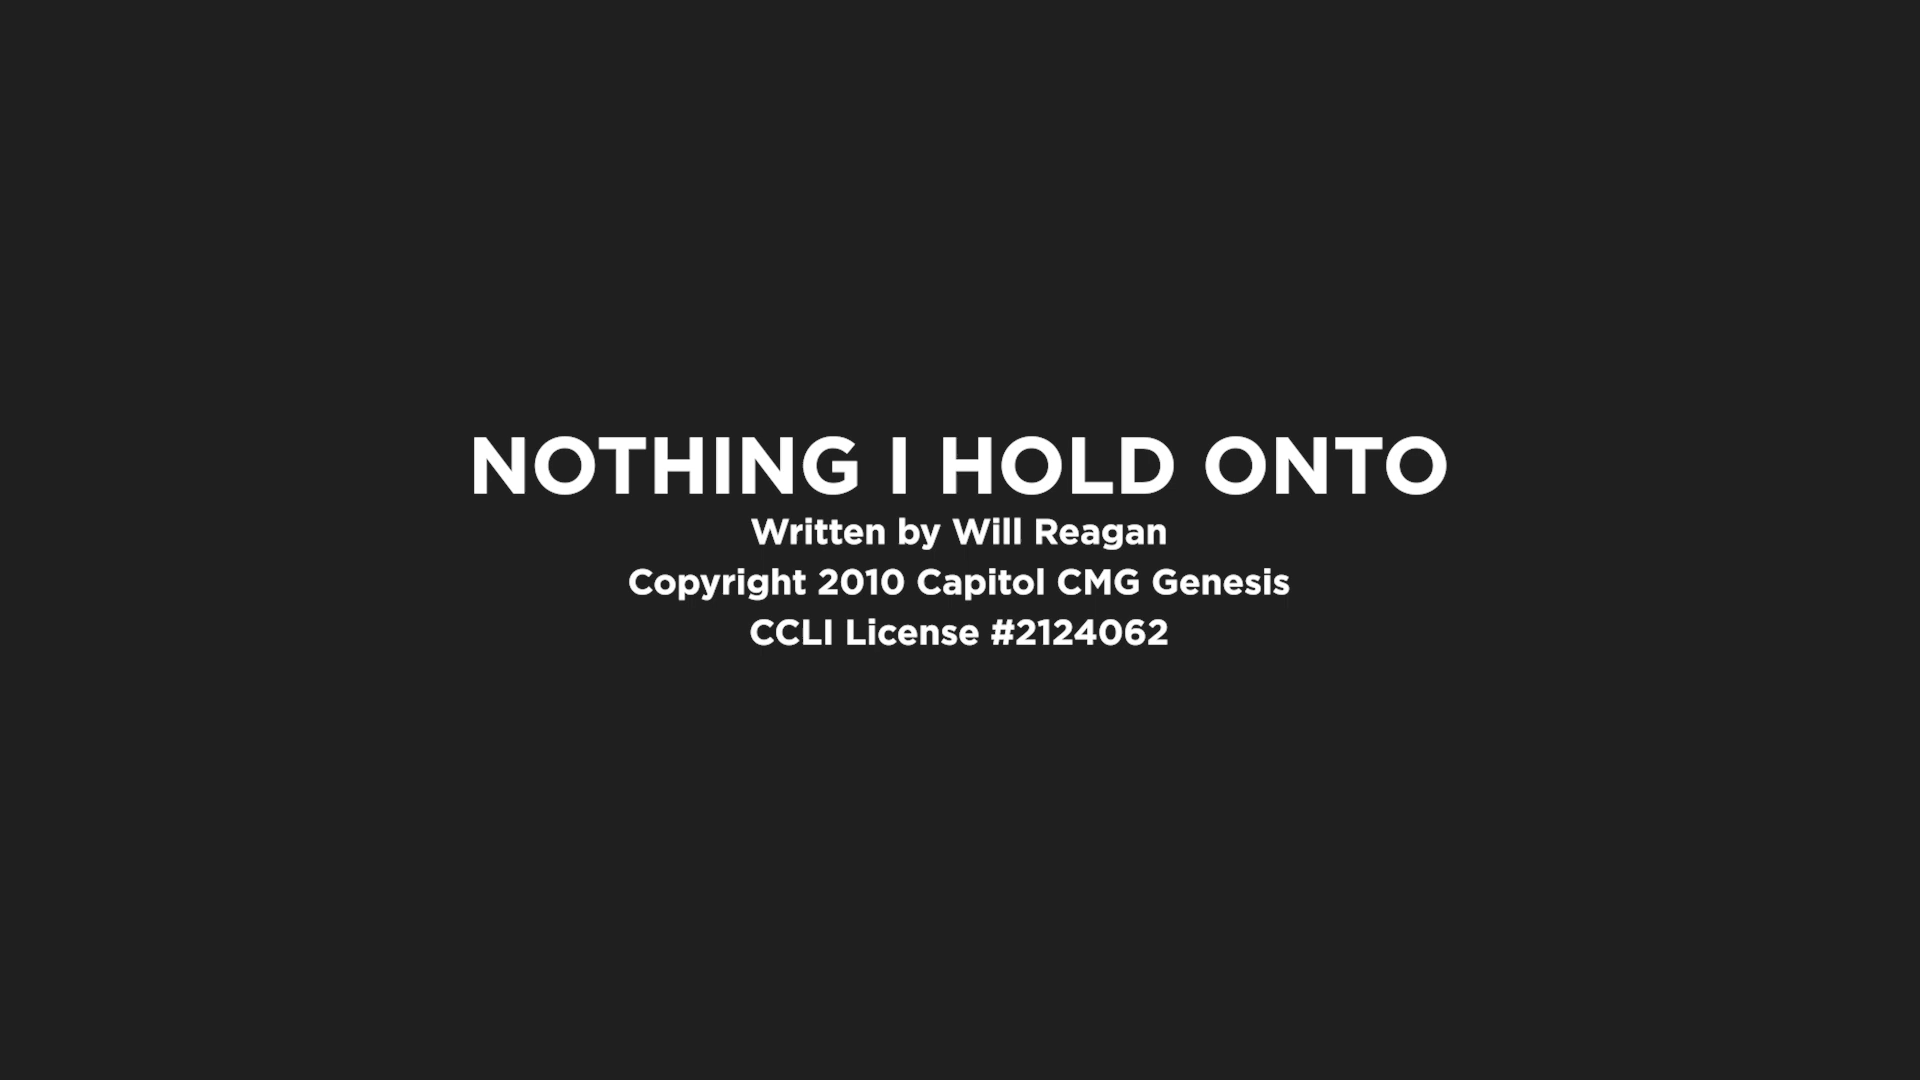 NOTHING I HOLD ONTO
Written by Will Reagan
Copyright 2010 Capitol CMG Genesis
CCLI License #2124062